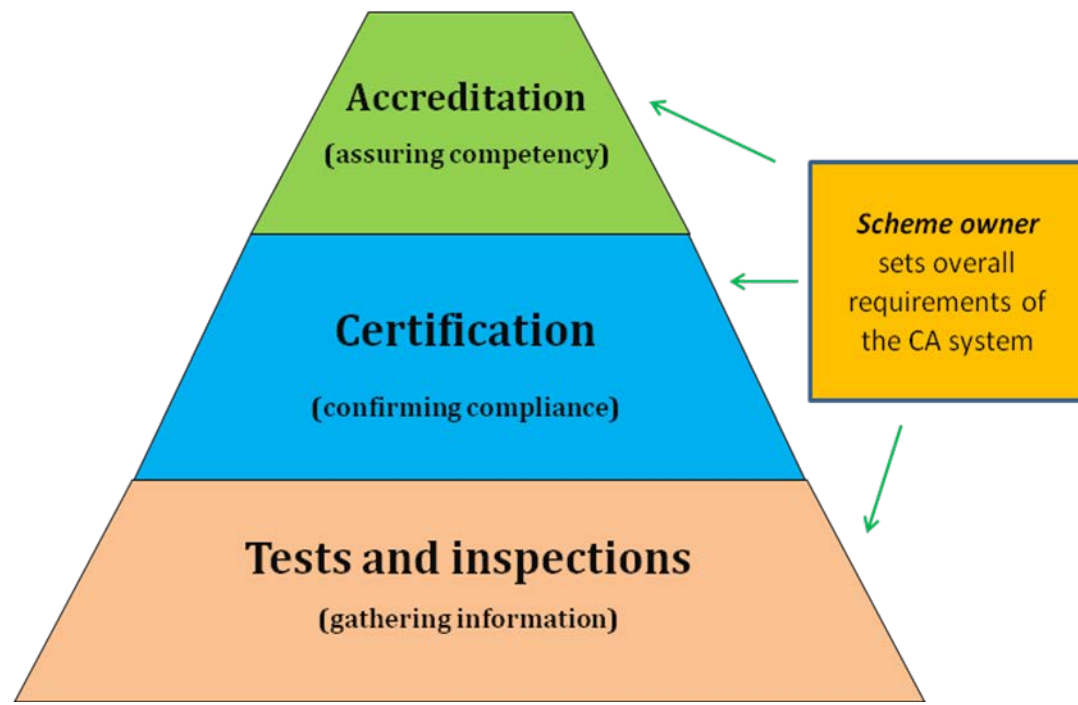 Accreditation
(assuring competency)
Scheme owner
sets overall
requirements of
the CA system
Certification
(confirming compliance)
Tests and inspections
(gathering information)